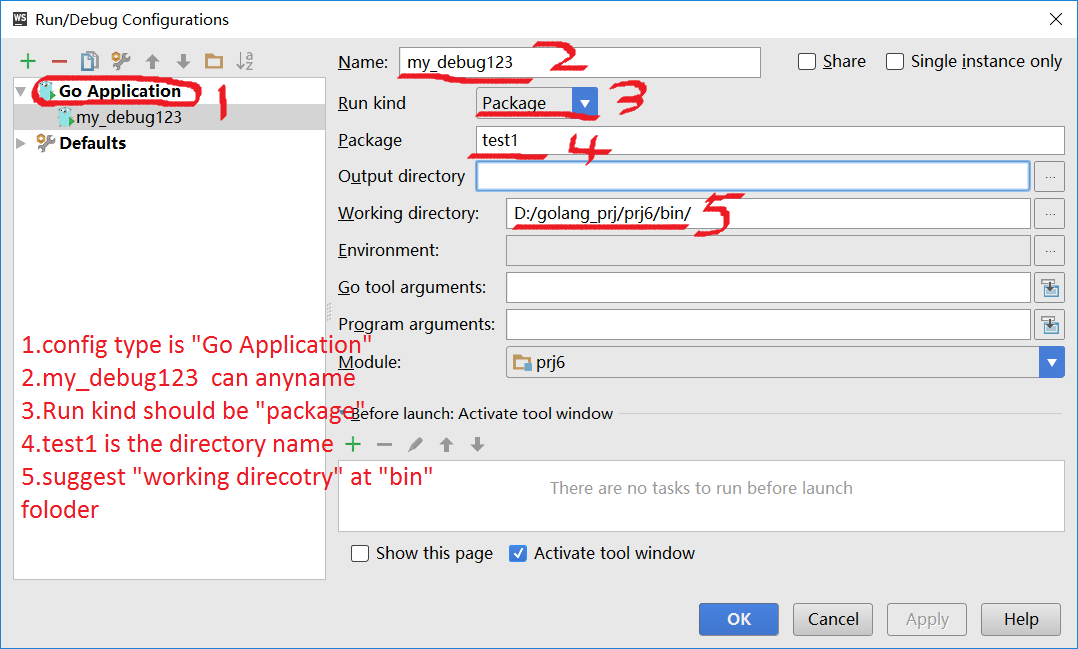 WS Run/Debug Configurations
Go Application 1
my_debug123
Defaults
Name: my_debug123 2 Share Single instance only
Run kind Package 3
Package test1 4
Output directory ...
Working directory: D:/golang_prj/prj6/bin/ 5 ...
Environment: ...
Go tool arguments:
Program arguments:
Module: prj6
Before launch: Activate tool window
There are no tasks to run before launch
Show this page Activate tool window
1.config type is "Go Application"
2.my_debug123 can anyname
3.Run kind should be "package"
4.test1 is the directory name
5.suggest "working direcotry" at "bin"
foloder
OK Cancel Apply Help